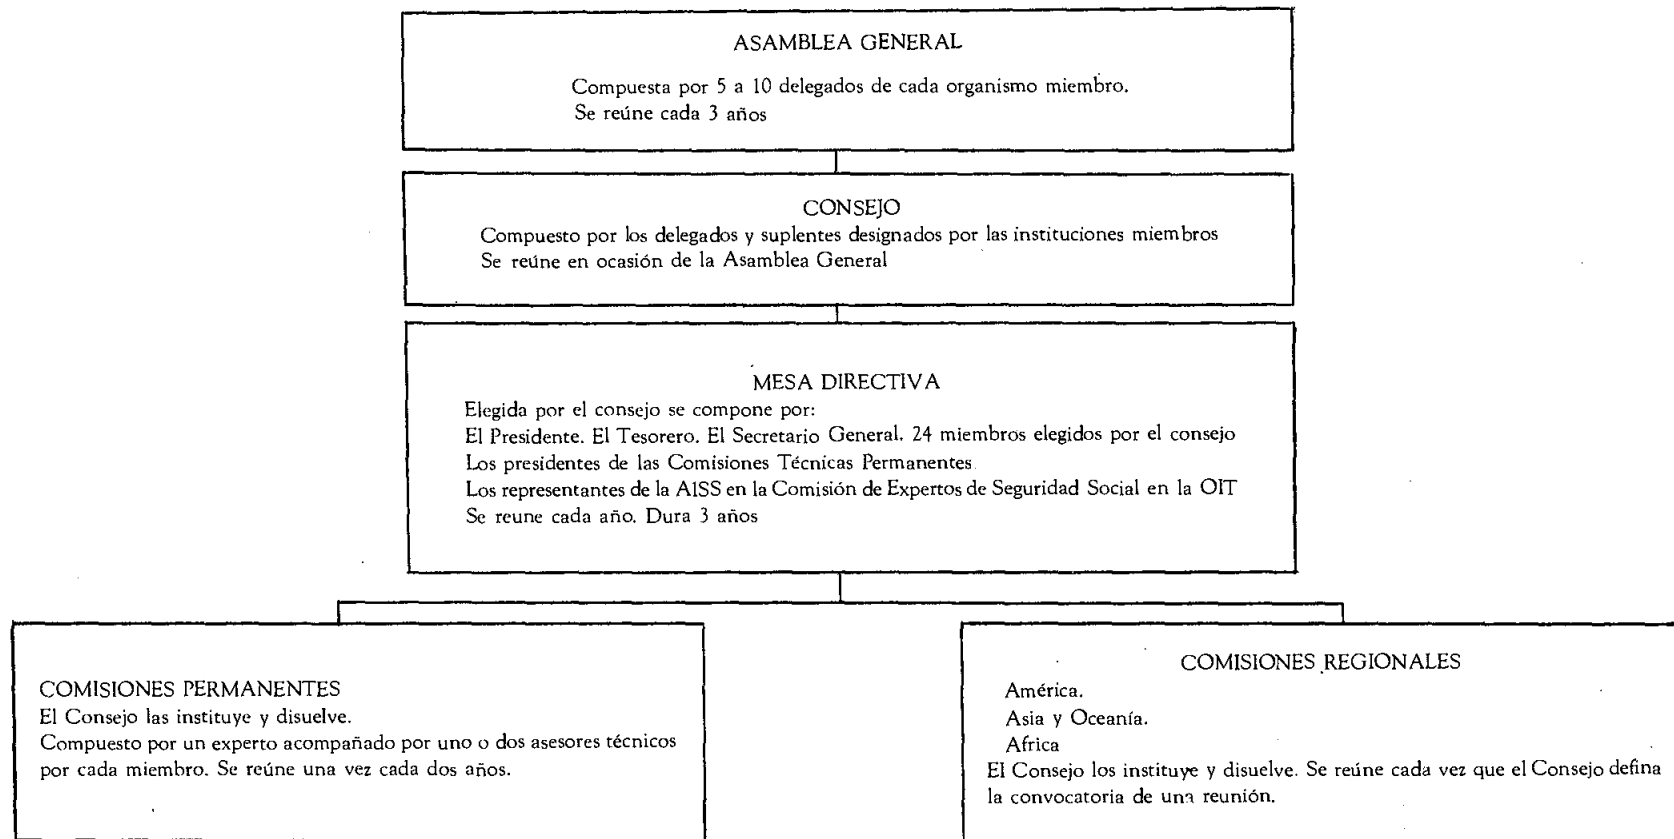 ASAMBLEA GENERAL
Compuesta por 5 a 10 delegados de cada organismo miembro.
Se reúne cada 3 años
CONSEJO
Compuesto por los delegados y suplentes designados por las instituciones miembros
Se reúne en ocasión de la Asamblea General
MESA DIRECTIVA
Elegida por el consejo se compone por:
El Presidente. El Tesorero. El Secretario General. 24 miembros elegidos por el consejo
Los presidentes de las Comisiones Técnicas Permanentes
Los representantes de la AISS en la Comisión de Expertos de Seguridad Social en la OIT
Se reune cada año. Dura 3 años
COMISIONES PERMANENTES
El Consejo las instituye y disuelve.
Compuesto por un experto acompañado por uno o dos asesores técnicos
por cada miembro. Se reúne una vez cada dos años.
COMISIONES REGIONALES
América.
Asia y Oceanía.
Africa
El Consejo los instituye y disuelve. Se reúne cada vez que el Consejo defina
la convocatoria de una reunión.